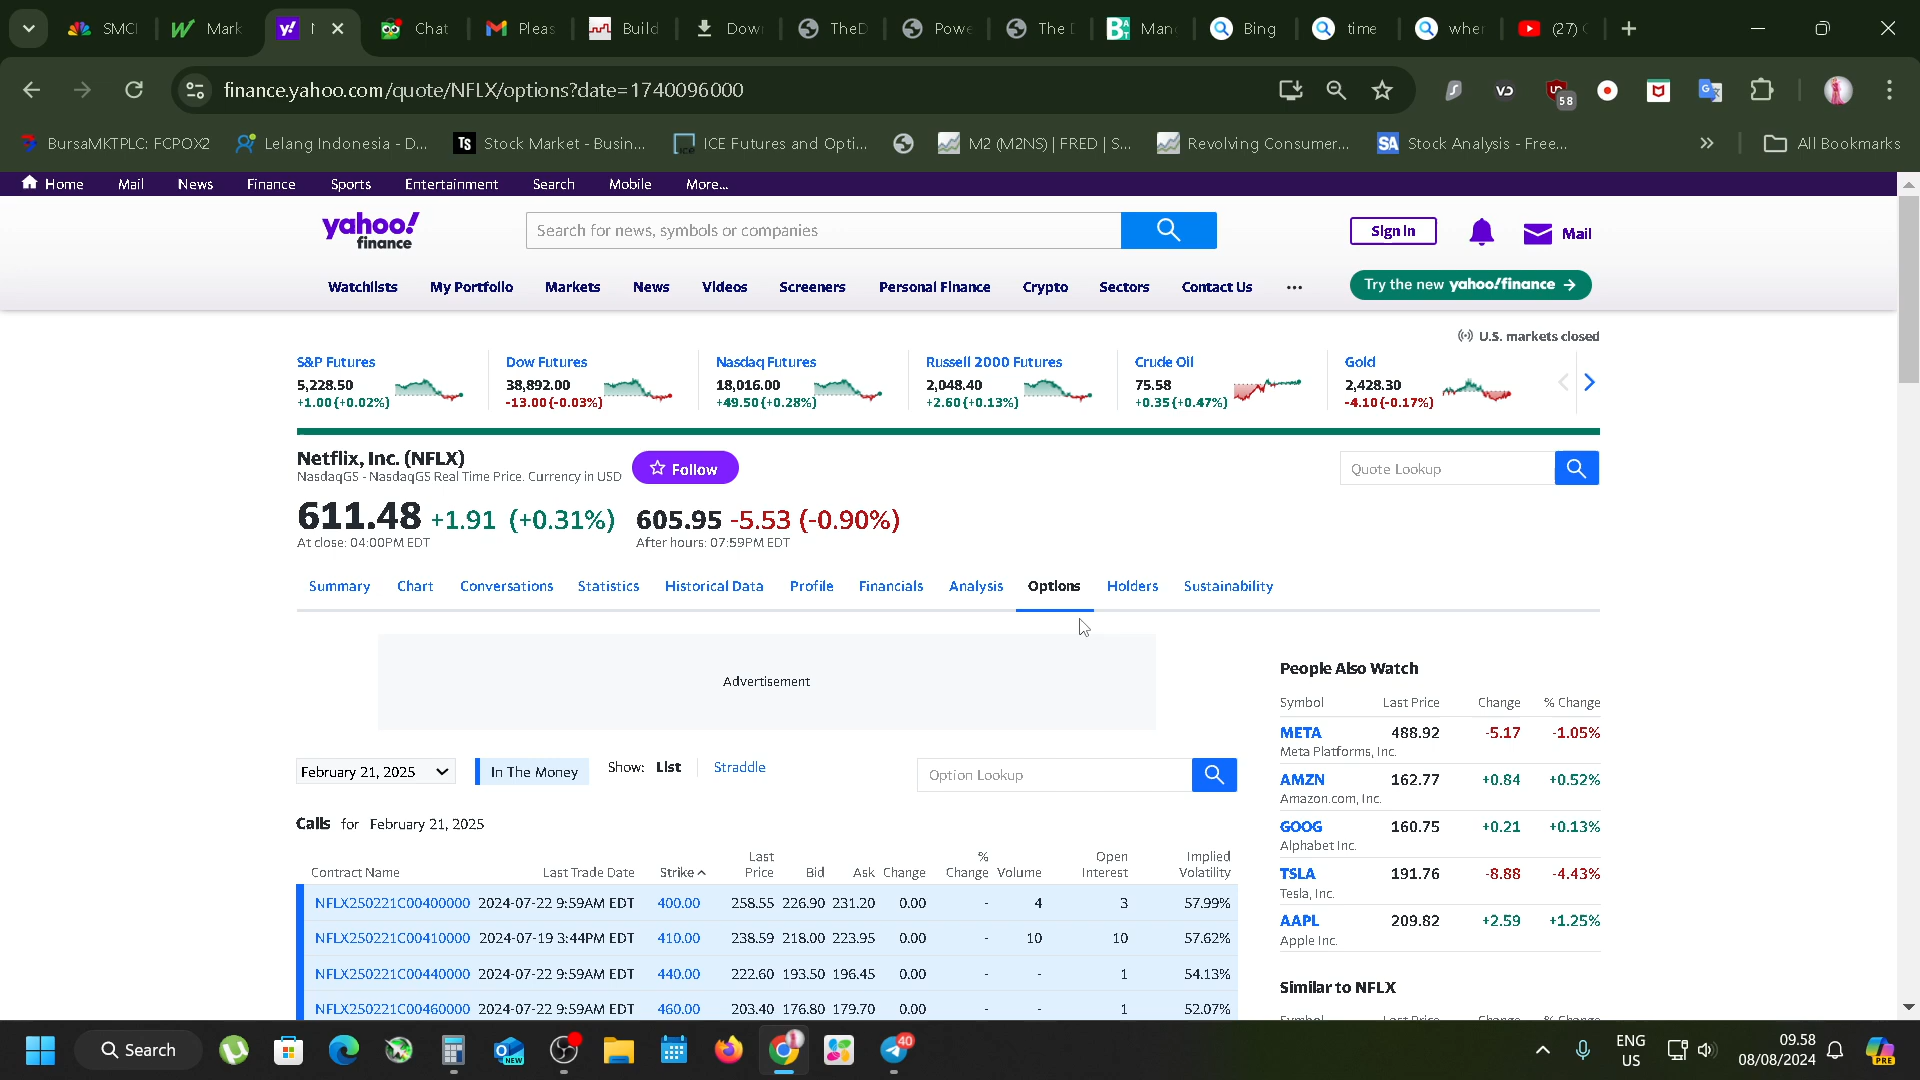 SMCI
Mark
Chat
Pleas
Build
Dow
TheD
Powe
The D
Mang
Bing
time
wher
(27)
finance.yahoo.com/quote/NFLX/options?date=1740096000
58
BursaMKTPLC: FCPOX2
Lelang Indonesia - D...
Stock Market - Busin...
ICE Futures and Opti...
M2 (M2NS) | FRED | S...
Revolving Consumer...
Stock Analysis - Free...
All Bookmarks
Home Mail News Finance Sports Entertainment Search Mobile More...
yahoo!
finance
Search for news, symbols or companies
Sign in
Mail
Watchlists My Portfolio Markets News Videos Screeners Personal Finance Crypto Sectors Contact Us ...
Try the new yahoo!finance →
U.S. markets closed
S&P Futures
5,228.50
+1.00 (+0.02%)
Dow Futures
38,892.00
-13.00 (-0.03%)
Nasdaq Futures
18,016.00
+49.50 (+0.28%)
Russell 2000 Futures
2,048.40
+2.60 (+0.13%)
Crude Oil
75.58
+0.35 (+0.47%)
Gold
2,428.30
-4.10 (-0.17%)
Netflix, Inc. (NFLX)
NasdaqGS - NasdaqGS Real Time Price. Currency in USD
Follow
Quote Lookup
611.48 +1.91 (+0.31%)
At close: 04:00PM EDT
605.95 -5.53 (-0.90%)
After hours: 07:59PM EDT
Summary Chart Conversations Statistics Historical Data Profile Financials Analysis Options Holders Sustainability
Advertisement
February 21, 2025
In The Money
Show: List Straddle
Option Lookup
Calls for February 21, 2025
Contract Name Last Trade Date Strike Last Price Bid Ask Change % Change Volume Open Interest Implied Volatility
NFLX250221C00400000 2024-07-22 9:59AM EDT 400.00 258.55 226.90 231.20 0.00 - 4 3 57.99%
NFLX250221C00410000 2024-07-19 3:44PM EDT 410.00 238.59 218.00 223.95 0.00 - 10 10 57.62%
NFLX250221C00440000 2024-07-22 9:59AM EDT 440.00 222.60 193.50 196.45 0.00 - - 1 54.13%
NFLX250221C00460000 2024-07-22 9:59AM EDT 460.00 203.40 176.80 179.70 0.00 - - 1 52.07%
People Also Watch
Symbol Last Price Change % Change
META 488.92 -5.17 -1.05%
Meta Platforms, Inc.
AMZN 162.77 +0.84 +0.52%
Amazon.com, Inc.
GOOG 160.75 +0.21 +0.13%
Alphabet Inc.
TSLA 191.76 -8.88 -4.43%
Tesla, Inc.
AAPL 209.82 +2.59 +1.25%
Apple Inc.
Similar to NFLX
Symbol Last Price Change % Change
Search
NEW
40
ENG
US
09.58
08/08/2024
PRE